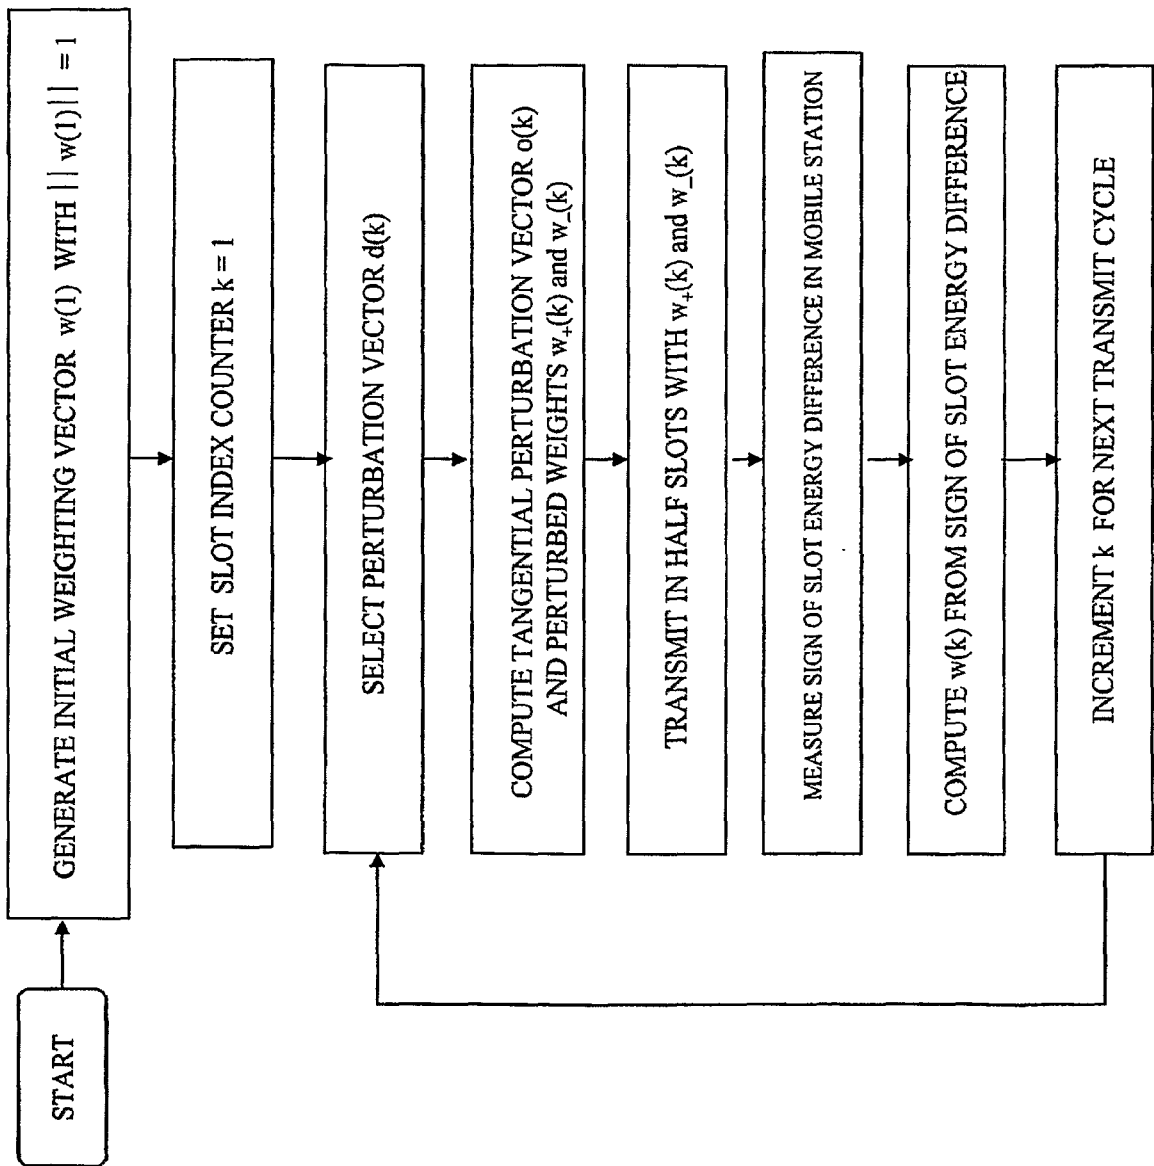 START
GENERATE INITIAL WEIGHTING VECTOR w(1) WITH || w(1)|| = 1
SET SLOT INDEX COUNTER k = 1
SELECT PERTURBATION VECTOR d(k)
COMPUTE TANGENTIAL PERTURBATION VECTOR o(k)
AND PERTURBED WEIGHTS w₊(k) and w₋(k)
TRANSMIT IN HALF SLOTS WITH w₊(k) and w₋(k)
MEASURE SIGN OF SLOT ENERGY DIFFERENCE IN MOBILE STATION
COMPUTE w(k) FROM SIGN OF SLOT ENERGY DIFFERENCE
INCREMENT k FOR NEXT TRANSMIT CYCLE